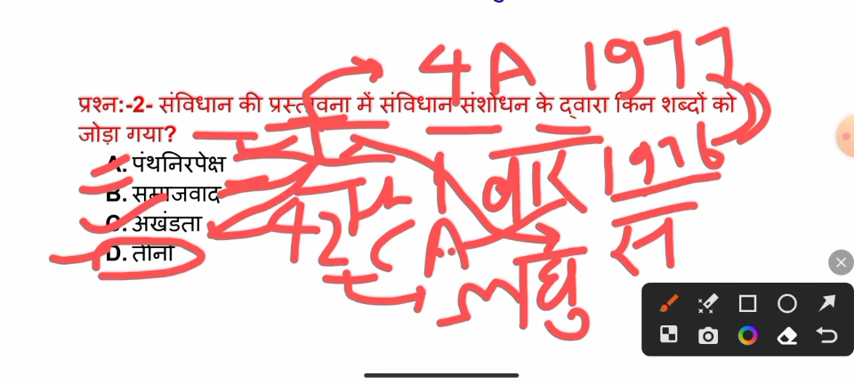 4A 1977
प्रश्न:-2- संविधान की प्रस्तावना में संविधान संशोधन के द्वारा किन शब्दों को
जोड़ा गया?
A. पंथनिरपेक्ष
B. समाजवाद
C. अखंडता
D. तीनो
1 बार 1976
42 CA
लघु